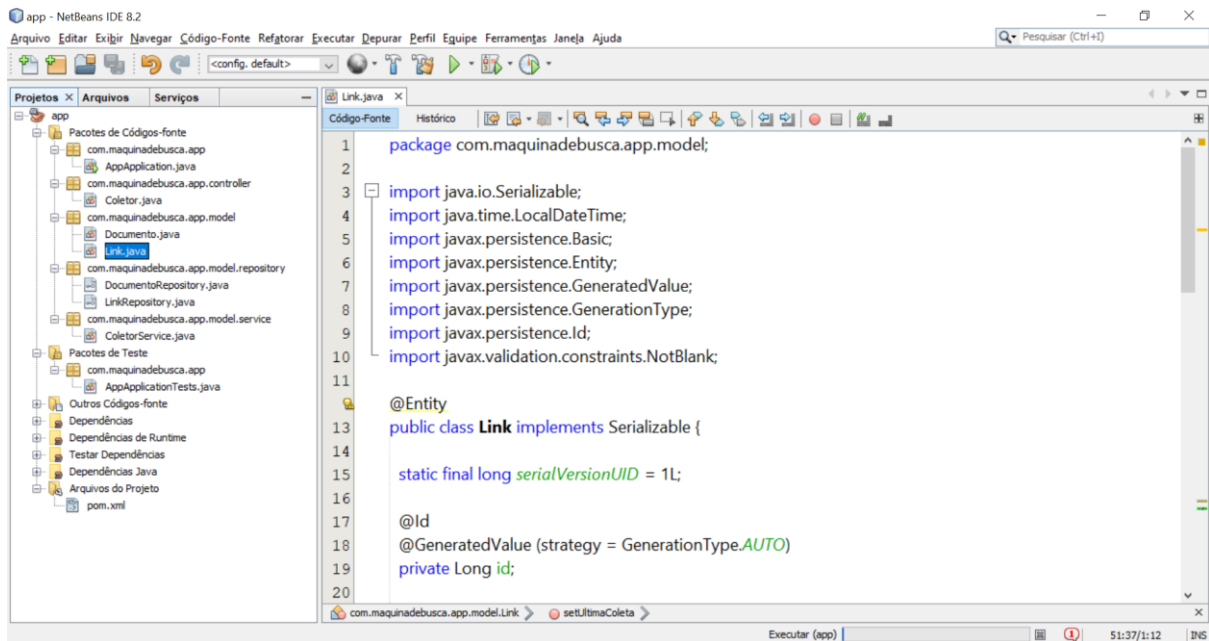 app - NetBeans IDE 8.2
Arquivo Editar Exibir Navegar Código-Fonte Refatorar Executar Depurar Perfil Equipe Ferramentas Janela Ajuda
Pesquisar (Ctrl+I)
<config. default>
Projetos Arquivos Serviços
app
Pacotes de Códigos-fonte
com.maquinadebusca.app
AppApplication.java
com.maquinadebusca.app.controller
Coletor.java
com.maquinadebusca.app.model
Documento.java
Link.java
com.maquinadebusca.app.model.repository
DocumentoRepository.java
LinkRepository.java
com.maquinadebusca.app.model.service
ColetorService.java
Pacotes de Teste
com.maquinadebusca.app
AppApplicationTests.java
Outros Códigos-fonte
Dependências
Dependências de Runtime
Testar Dependências
Dependências Java
Arquivos do Projeto
pom.xml
Link.java
Código-Fonte Histórico
1 package com.maquinadebusca.app.model;
2
3 import java.io.Serializable;
4 import java.time.LocalDateTime;
5 import javax.persistence.Basic;
6 import javax.persistence.Entity;
7 import javax.persistence.GeneratedValue;
8 import javax.persistence.GenerationType;
9 import javax.persistence.Id;
10 import javax.validation.constraints.NotBlank;
11
@Entity
13 public class Link implements Serializable {
14
15 static final long serialVersionUID = 1L;
16
17 @Id
18 @GeneratedValue (strategy = GenerationType.AUTO)
19 private Long id;
20
com.maquinadebusca.app.model.Link setUltimaColeta
Executar (app) 1 51:37/1:12 INS